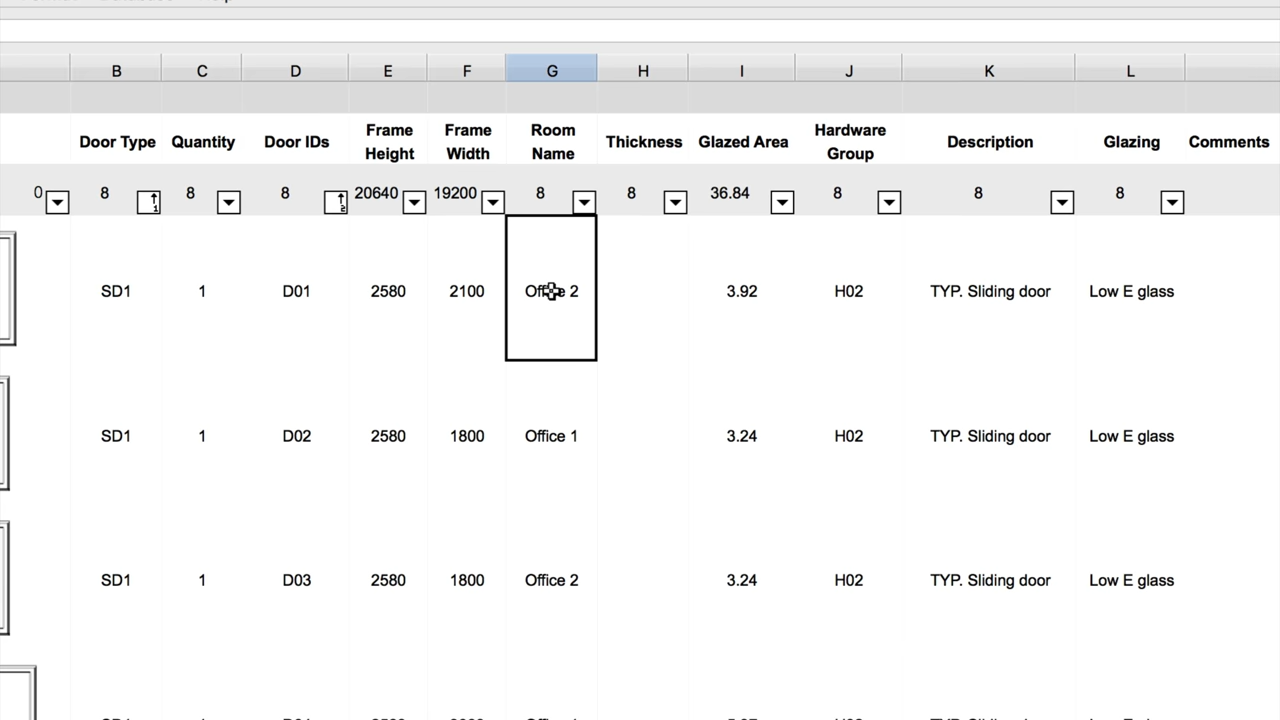 B C D E F G H I J K L
Door Type Quantity Door IDs Frame Height Frame Width Room Name Thickness Glazed Area Hardware Group Description Glazing Comments
0 8 8 8 20640 19200 8 8 36.84 8 8 8
SD1 1 D01 2580 2100 Office 2 3.92 H02 TYP. Sliding door Low E glass
SD1 1 D02 2580 1800 Office 1 3.24 H02 TYP. Sliding door Low E glass
SD1 1 D03 2580 1800 Office 2 3.24 H02 TYP. Sliding door Low E glass